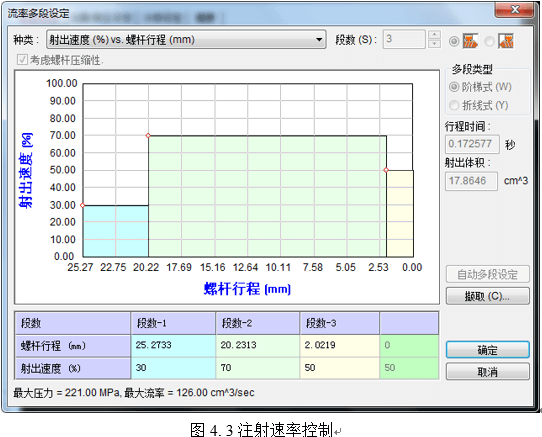 流率多段设定
种类 : 射出速度 (%) vs. 螺杆行程 (mm) 段数 (S) : 3
考虑螺杆压缩性.
多段类型
阶梯式 (W)
折线式 (Y)
行程时间 :
0.172577 秒
射出体积 :
17.8646 cm^3
自动多段设定
撷取 (C)...
确定
取消
射出速度 (%)
100.00
90.00
80.00
70.00
60.00
50.00
40.00
30.00
20.00
10.00
0.00
25.27 22.75 20.22 17.69 15.16 12.64 10.11 7.58 5.05 2.53 0.00
螺杆行程 (mm)
段数 段数-1 段数-2 段数-3
螺杆行程 (mm) 25.2733 20.2313 2.0219 0
射出速度 (%) 30 70 50 50
最大压力 = 221.00 MPa, 最大流率 = 126.00 cm^3/sec
图 4.3 注射速率控制